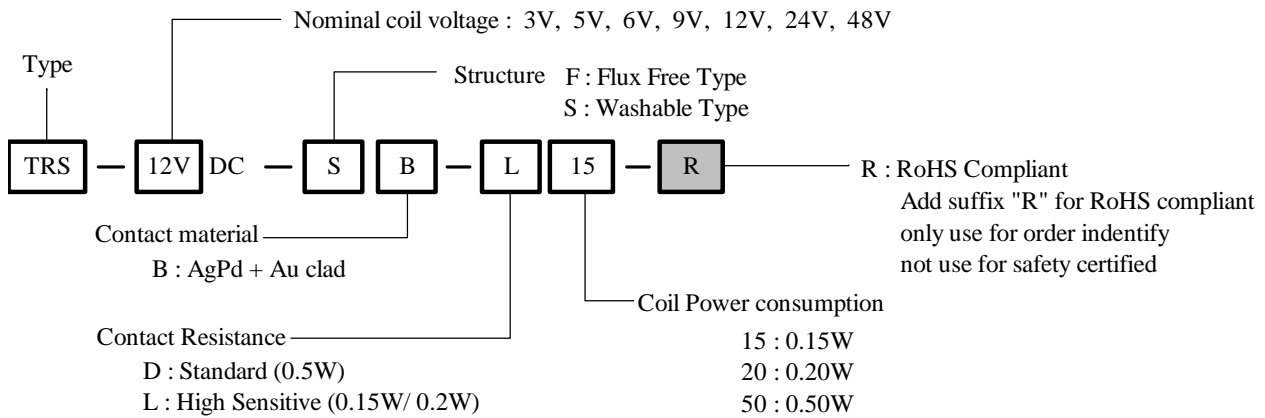 Nominal coil voltage : 3V, 5V, 6V, 9V, 12V, 24V, 48V
Type
Structure F : Flux Free Type
S : Washable Type
TRS — 12V DC — S B — L 15 — R
R : RoHS Compliant
Add suffix "R" for RoHS compliant
only use for order indentify
not use for safety certified
Contact material
B : AgPd + Au clad
Coil Power consumption
15 : 0.15W
20 : 0.20W
50 : 0.50W
Contact Resistance
D : Standard (0.5W)
L : High Sensitive (0.15W/ 0.2W)